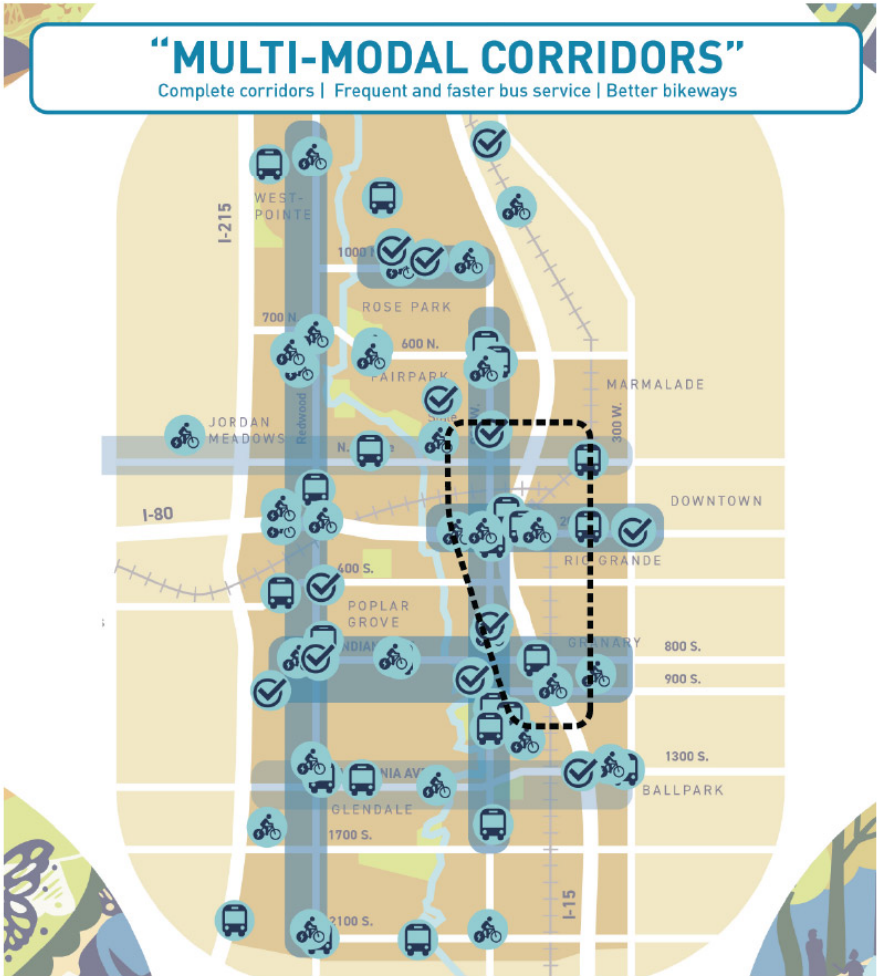 “MULTI-MODAL CORRIDORS”
Complete corridors | Frequent and faster bus service | Better bikeways
WEST-
POINTE
I-215
1000
ROSE PARK
700 N.
600 N.
FAIRPARK
MARMALADE
300 W.
Redwood
JORDAN
MEADOWS
N.
W.
DOWNTOWN
I-80
RIO GRANDE
400 S.
POPLAR
GROVE
GRANARY
800 S.
900 S.
1300 S.
BALLPARK
GLENDALE
1700 S.
I-15
2100 S.